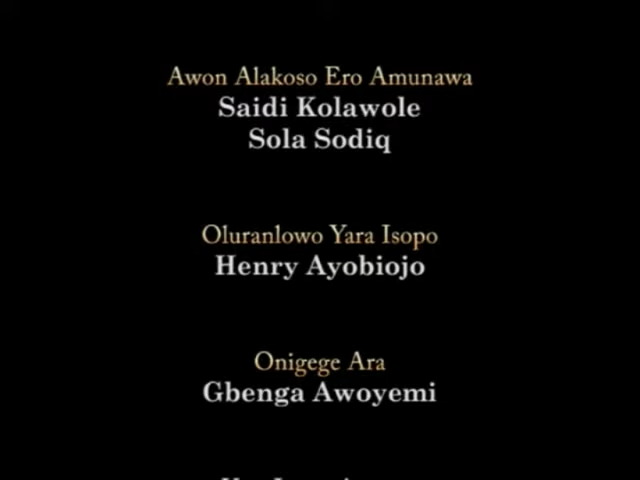 Awon Alakoso Ero Amunawa
Saidi Kolawole
Sola Sodiq
Oluranlowo Yara Isopo
Henry Ayobiojo
Onigege Ara
Gbenga Awoyemi